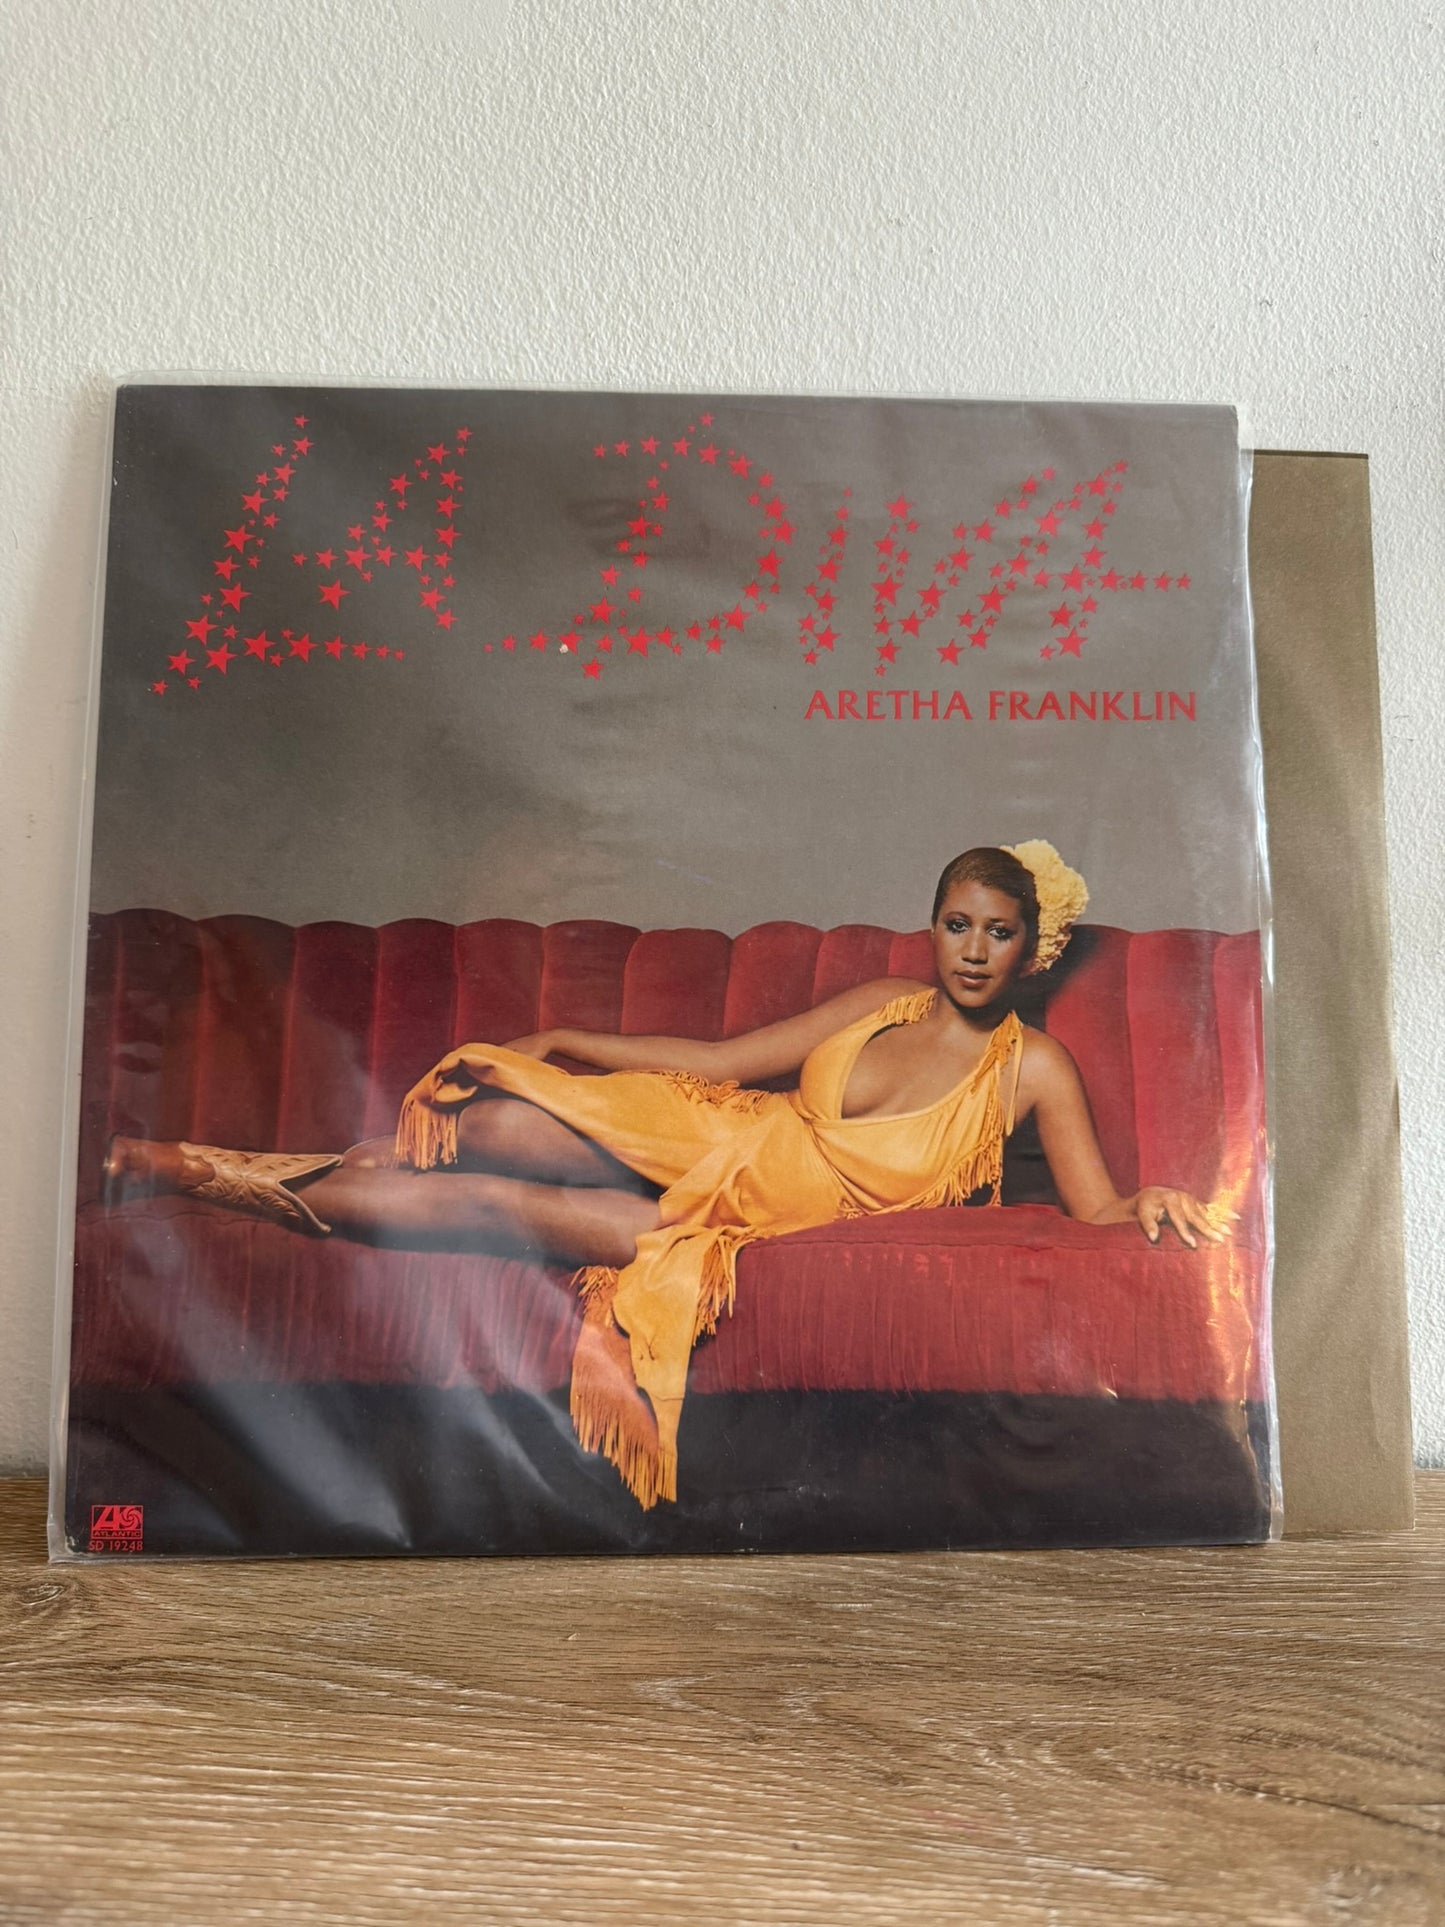 LA DIVA
ARETHA FRANKLIN
ATLANTIC
SD 19248